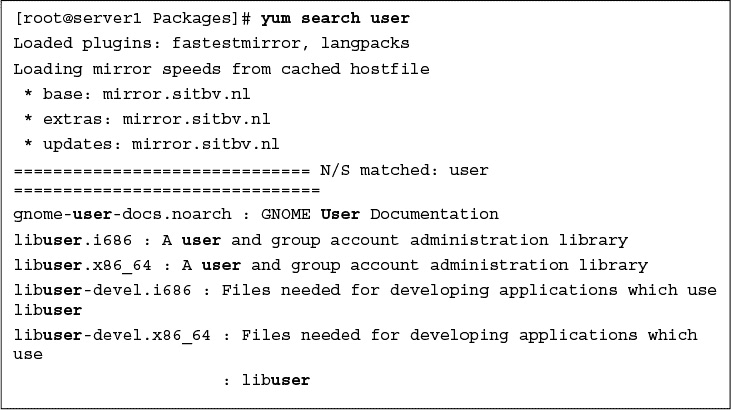 [root@server1 Packages]# yum search user
Loaded plugins: fastestmirror, langpacks
Loading mirror speeds from cached hostfile
 * base: mirror.sitbv.nl
 * extras: mirror.sitbv.nl
 * updates: mirror.sitbv.nl
============================== N/S matched: user
===============================
gnome-user-docs.noarch : GNOME User Documentation
libuser.i686 : A user and group account administration library
libuser.x86_64 : A user and group account administration library
libuser-devel.i686 : Files needed for developing applications which use
libuser
libuser-devel.x86_64 : Files needed for developing applications which
use
                     : libuser